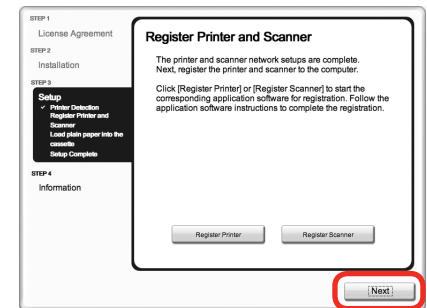 STEP 1
License Agreement
STEP 2
Installation
STEP 3
Setup
✓ Printer Detection
Register Printer and
Scanner
Load plain paper into the
cassette
Setup Complete
STEP 4
Information
Register Printer and Scanner
The printer and scanner network setups are complete.
Next, register the printer and scanner to the computer.
Click [Register Printer] or [Register Scanner] to start the
corresponding application software for registration. Follow the
application software instructions to complete the registration.
Register Printer
Register Scanner
Next